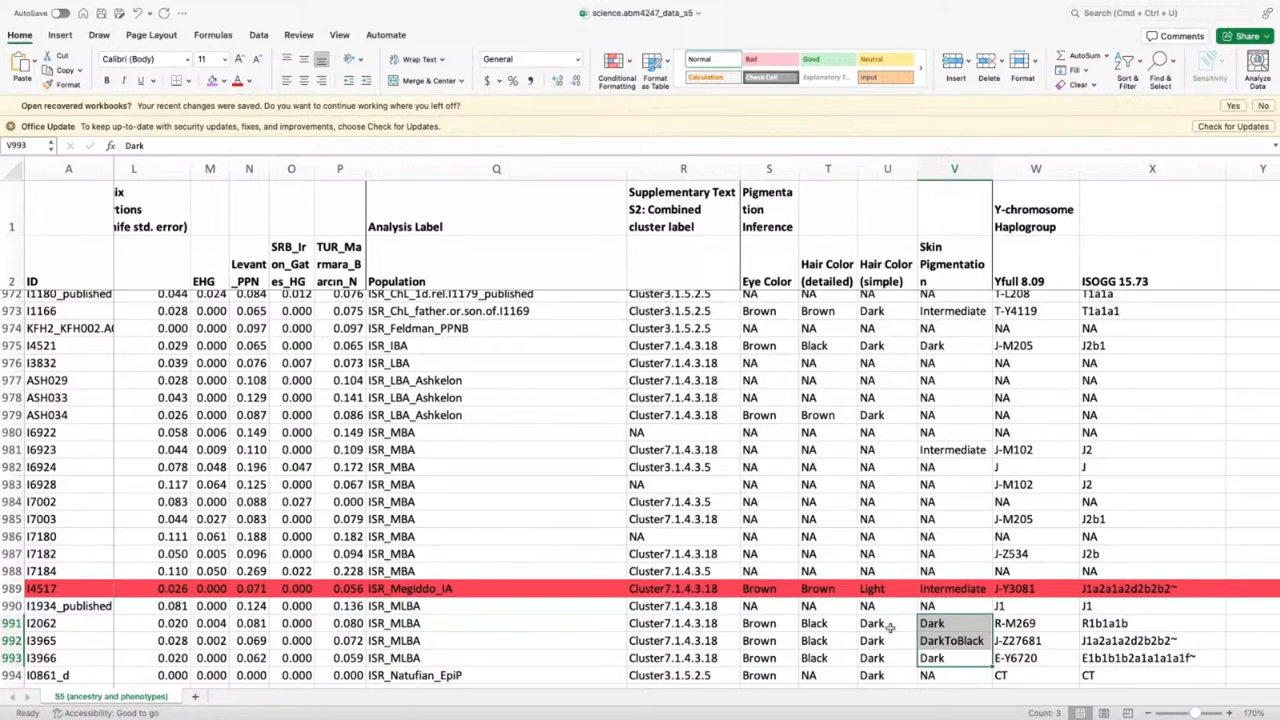 AutoSave
science.abm4247_data_s5
Search (Cmd + Ctrl + U)
Home Insert Draw Page Layout Formulas Data Review View Automate
Comments Share
Paste Cut Copy Format
Calibri (Body) 11
B I U
Wrap Text
Merge & Center
General
$ %
Conditional Formatting
Format as Table
Normal Bad Good Neutral
Calculation Check Cell Explanatory T... Input
Insert Delete Format
AutoSum
Fill
Clear
Sort & Filter
Find & Select
Sensitivity
Analyze Data
Open recovered workbooks? Your recent changes were saved. Do you want to continue working where you left off? Yes No
Office Update To keep up-to-date with security updates, fixes, and improvements, choose Check for Updates. Check for Updates
V993 fx Dark
A L M N O P Q R S T U V W X Y
1 ix rtions iife std. error) Analysis Label Supplementary Text S2: Combined cluster label Pigmenta tion Inference Y-chromosome Haplogroup
2 ID EHG Levant_PPN SRB_Iron_Gates_HG TUR_Marmara_Barcın_N Population Eye Color Hair Color (detailed) Hair Color (simple) Skin Pigmentation Yfull 8.09 ISOGG 15.73
972 I1180_published 0.044 0.024 0.084 0.012 0.076 ISR_ChL_1d.rel.I1179_published Cluster3.1.5.2.5 NA NA NA NA T-L208 T1a1a
973 I1166 0.028 0.000 0.065 0.000 0.065 ISR_ChL_father.or.son.of.I1169 Cluster3.1.5.2.5 Brown Brown Dark Intermediate T-Y4119 T1a1a1
974 KFH2_KFH002.A0 0.000 0.000 0.097 0.000 0.097 ISR_Feldman_PPNB Cluster3.1.5.2.5 NA NA NA NA NA NA
975 I4521 0.029 0.000 0.065 0.000 0.065 ISR_IBA Cluster7.1.4.3.18 Brown Black Dark Dark J-M205 J2b1
976 I3832 0.039 0.000 0.076 0.007 0.073 ISR_LBA Cluster7.1.4.3.18 NA NA NA NA NA NA
977 ASH029 0.028 0.000 0.108 0.000 0.104 ISR_LBA_Ashkelon Cluster7.1.4.3.18 NA NA NA NA NA NA
978 ASH033 0.043 0.000 0.129 0.000 0.141 ISR_LBA_Ashkelon Cluster7.1.4.3.18 NA NA NA NA NA NA
979 ASH034 0.026 0.000 0.087 0.000 0.086 ISR_LBA_Ashkelon Cluster7.1.4.3.18 Brown Brown Dark NA NA NA
980 I6922 0.058 0.006 0.149 0.000 0.149 ISR_MBA NA NA NA NA NA NA NA
981 I6923 0.044 0.009 0.110 0.000 0.109 ISR_MBA Cluster7.1.4.3.18 NA NA NA Intermediate J-M102 J2
982 I6924 0.078 0.048 0.196 0.047 0.172 ISR_MBA Cluster3.1.4.3.5 NA NA NA NA J J
983 I6928 0.117 0.064 0.125 0.000 0.067 ISR_MBA NA NA NA NA NA J-M102 J2
984 I7002 0.083 0.000 0.088 0.027 0.000 ISR_MBA Cluster7.1.4.3.5 NA NA NA NA NA NA
985 I7003 0.044 0.027 0.083 0.000 0.079 ISR_MBA Cluster7.1.4.3.18 NA NA NA NA J-M205 J2b1
986 I7180 0.111 0.061 0.188 0.000 0.182 ISR_MBA NA NA NA NA NA NA NA
987 I7182 0.050 0.005 0.096 0.000 0.094 ISR_MBA Cluster7.1.4.3.18 NA NA NA NA J-Z534 J2b
988 I7184 0.110 0.050 0.269 0.022 0.228 ISR_MBA Cluster7.1.4.3.5 NA NA NA NA NA NA
989 I4517 0.026 0.000 0.071 0.000 0.056 ISR_Megiddo_IA Cluster7.1.4.3.18 Brown Brown Light Intermediate J-Y3081 J1a2a1a2d2b2b2~
990 I1934_published 0.081 0.000 0.124 0.000 0.136 ISR_MLBA Cluster7.1.4.3.18 NA NA NA NA J1 J1
991 I2062 0.020 0.004 0.081 0.000 0.080 ISR_MLBA Cluster7.1.4.3.18 Brown Black Dark Dark R-M269 R1b1a1b
992 I3965 0.028 0.002 0.069 0.000 0.072 ISR_MLBA Cluster7.1.4.3.18 Brown Black Dark DarkToBlack J-Z27681 J1a2a1a2d2b2b2~
993 I3966 0.020 0.000 0.062 0.000 0.059 ISR_MLBA Cluster7.1.4.3.18 Brown Black Dark Dark E-Y6720 E1b1b1b2a1a1a1a1f~
994 I0861_d 0.000 0.000 0.000 0.000 0.000 ISR_Natufian_EpiP Cluster3.1.5.2.5 Brown NA Dark NA CT CT
S5 (ancestry and phenotypes) +
Ready Accessibility: Good to go Count: 3 170%